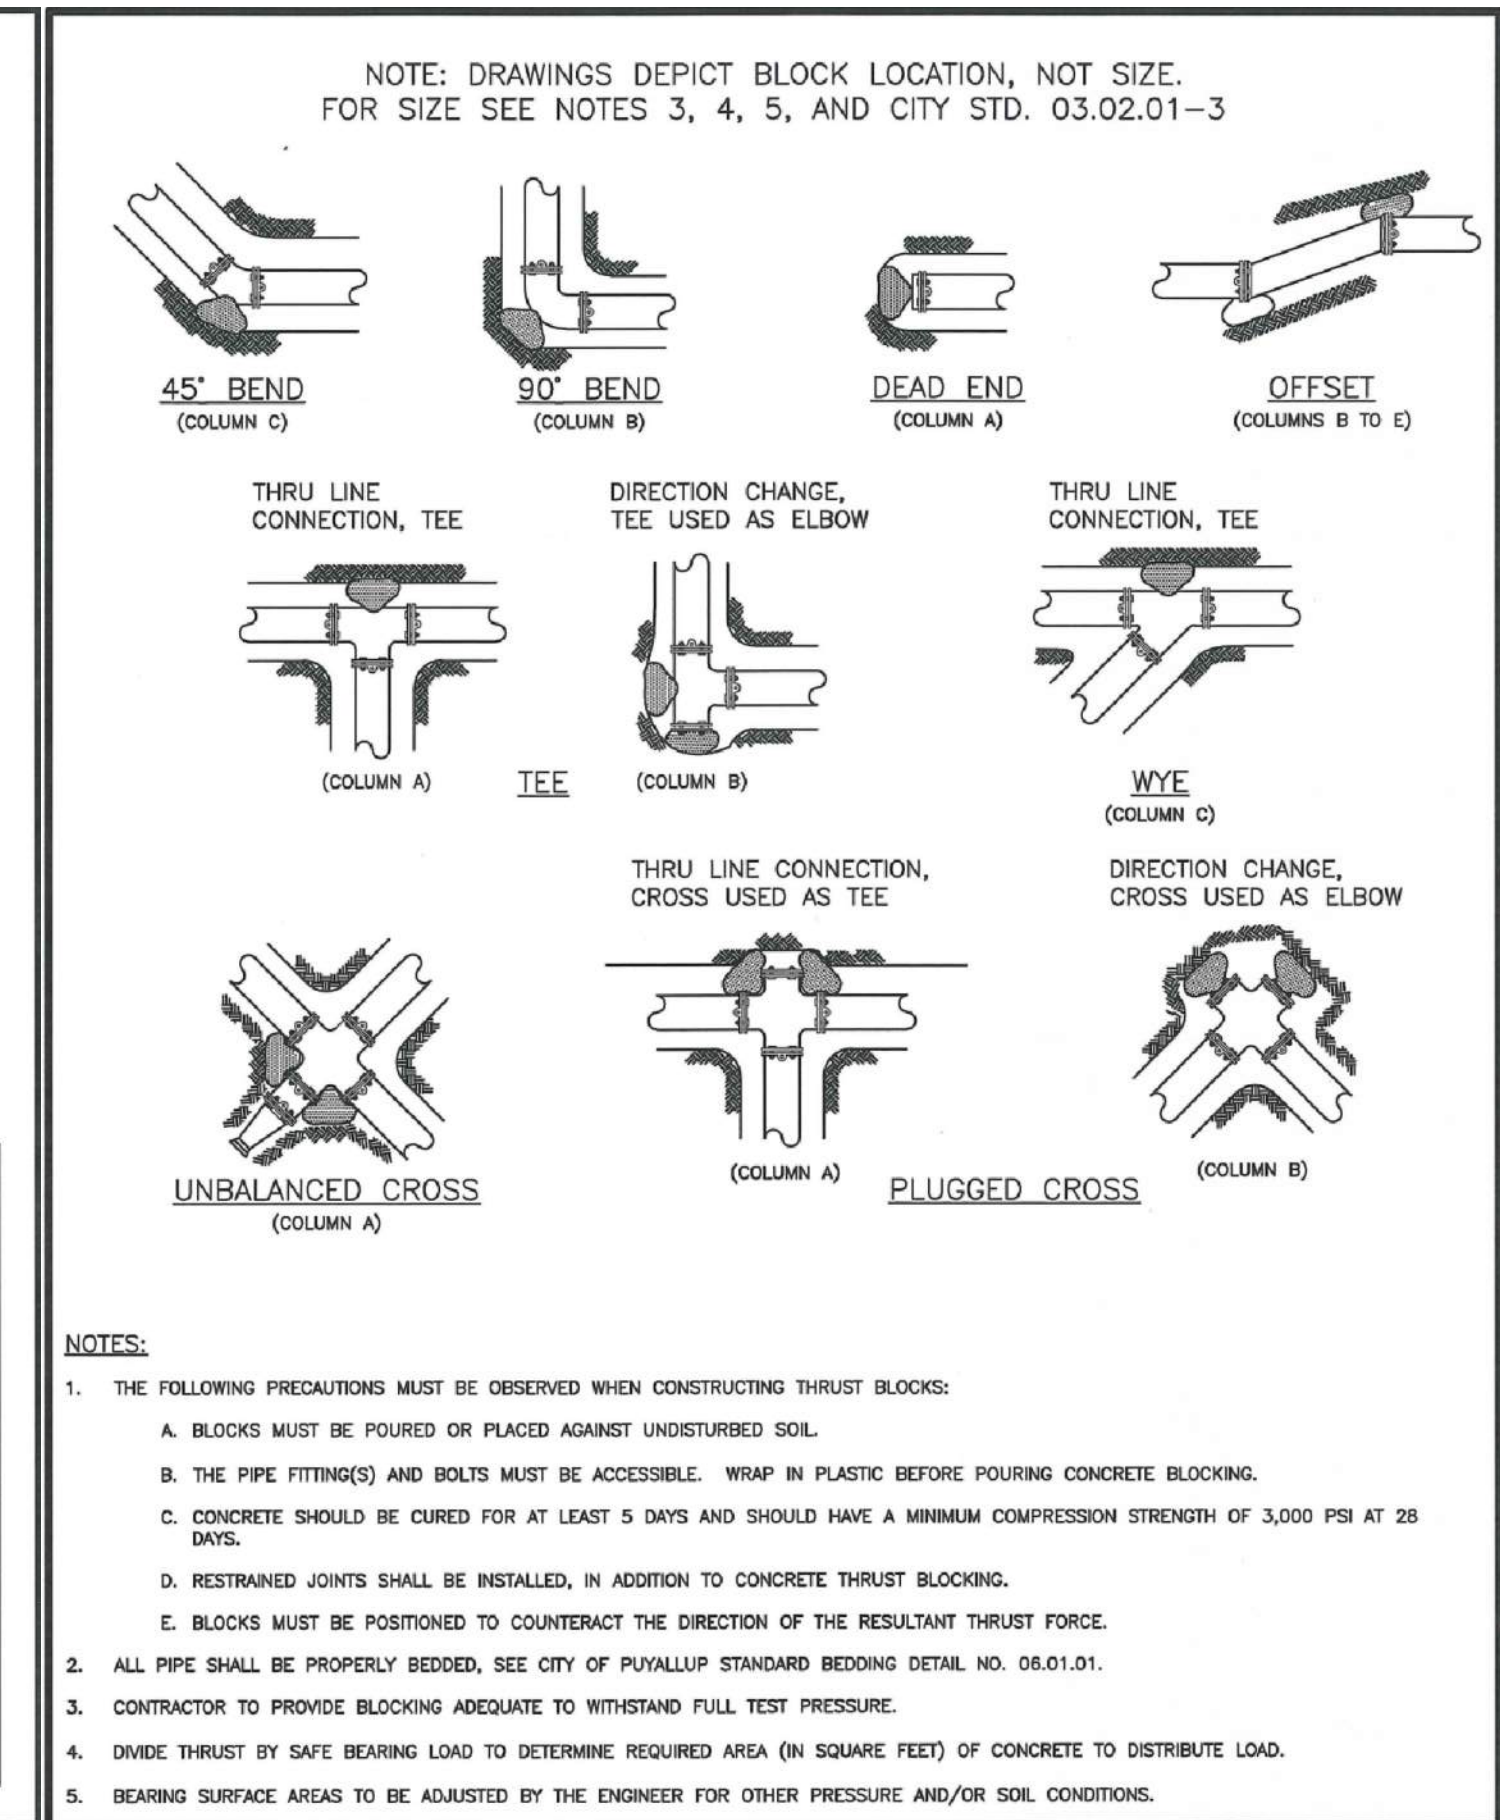 NOTE: DRAWINGS DEPICT BLOCK LOCATION, NOT SIZE.
FOR SIZE SEE NOTES 3, 4, 5, AND CITY STD. 03.02.01-3
45° BEND
(COLUMN C)
90° BEND
(COLUMN B)
DEAD END
(COLUMN A)
OFFSET
(COLUMNS B TO E)
THRU LINE
CONNECTION, TEE
DIRECTION CHANGE,
TEE USED AS ELBOW
THRU LINE
CONNECTION, TEE
(COLUMN A)
TEE
(COLUMN B)
WYE
(COLUMN C)
THRU LINE CONNECTION,
CROSS USED AS TEE
DIRECTION CHANGE,
CROSS USED AS ELBOW
UNBALANCED CROSS
(COLUMN A)
(COLUMN A)
PLUGGED CROSS
(COLUMN B)
NOTES:
1. THE FOLLOWING PRECAUTIONS MUST BE OBSERVED WHEN CONSTRUCTING THRUST BLOCKS:
A. BLOCKS MUST BE POURED OR PLACED AGAINST UNDISTURBED SOIL.
B. THE PIPE FITTING(S) AND BOLTS MUST BE ACCESSIBLE. WRAP IN PLASTIC BEFORE POURING CONCRETE BLOCKING.
C. CONCRETE SHOULD BE CURED FOR AT LEAST 5 DAYS AND SHOULD HAVE A MINIMUM COMPRESSION STRENGTH OF 3,000 PSI AT 28
DAYS.
D. RESTRAINED JOINTS SHALL BE INSTALLED, IN ADDITION TO CONCRETE THRUST BLOCKING.
E. BLOCKS MUST BE POSITIONED TO COUNTERACT THE DIRECTION OF THE RESULTANT THRUST FORCE.
2. ALL PIPE SHALL BE PROPERLY BEDDED, SEE CITY OF PUYALLUP STANDARD BEDDING DETAIL NO. 06.01.01.
3. CONTRACTOR TO PROVIDE BLOCKING ADEQUATE TO WITHSTAND FULL TEST PRESSURE.
4. DIVIDE THRUST BY SAFE BEARING LOAD TO DETERMINE REQUIRED AREA (IN SQUARE FEET) OF CONCRETE TO DISTRIBUTE LOAD.
5. BEARING SURFACE AREAS TO BE ADJUSTED BY THE ENGINEER FOR OTHER PRESSURE AND/OR SOIL CONDITIONS.